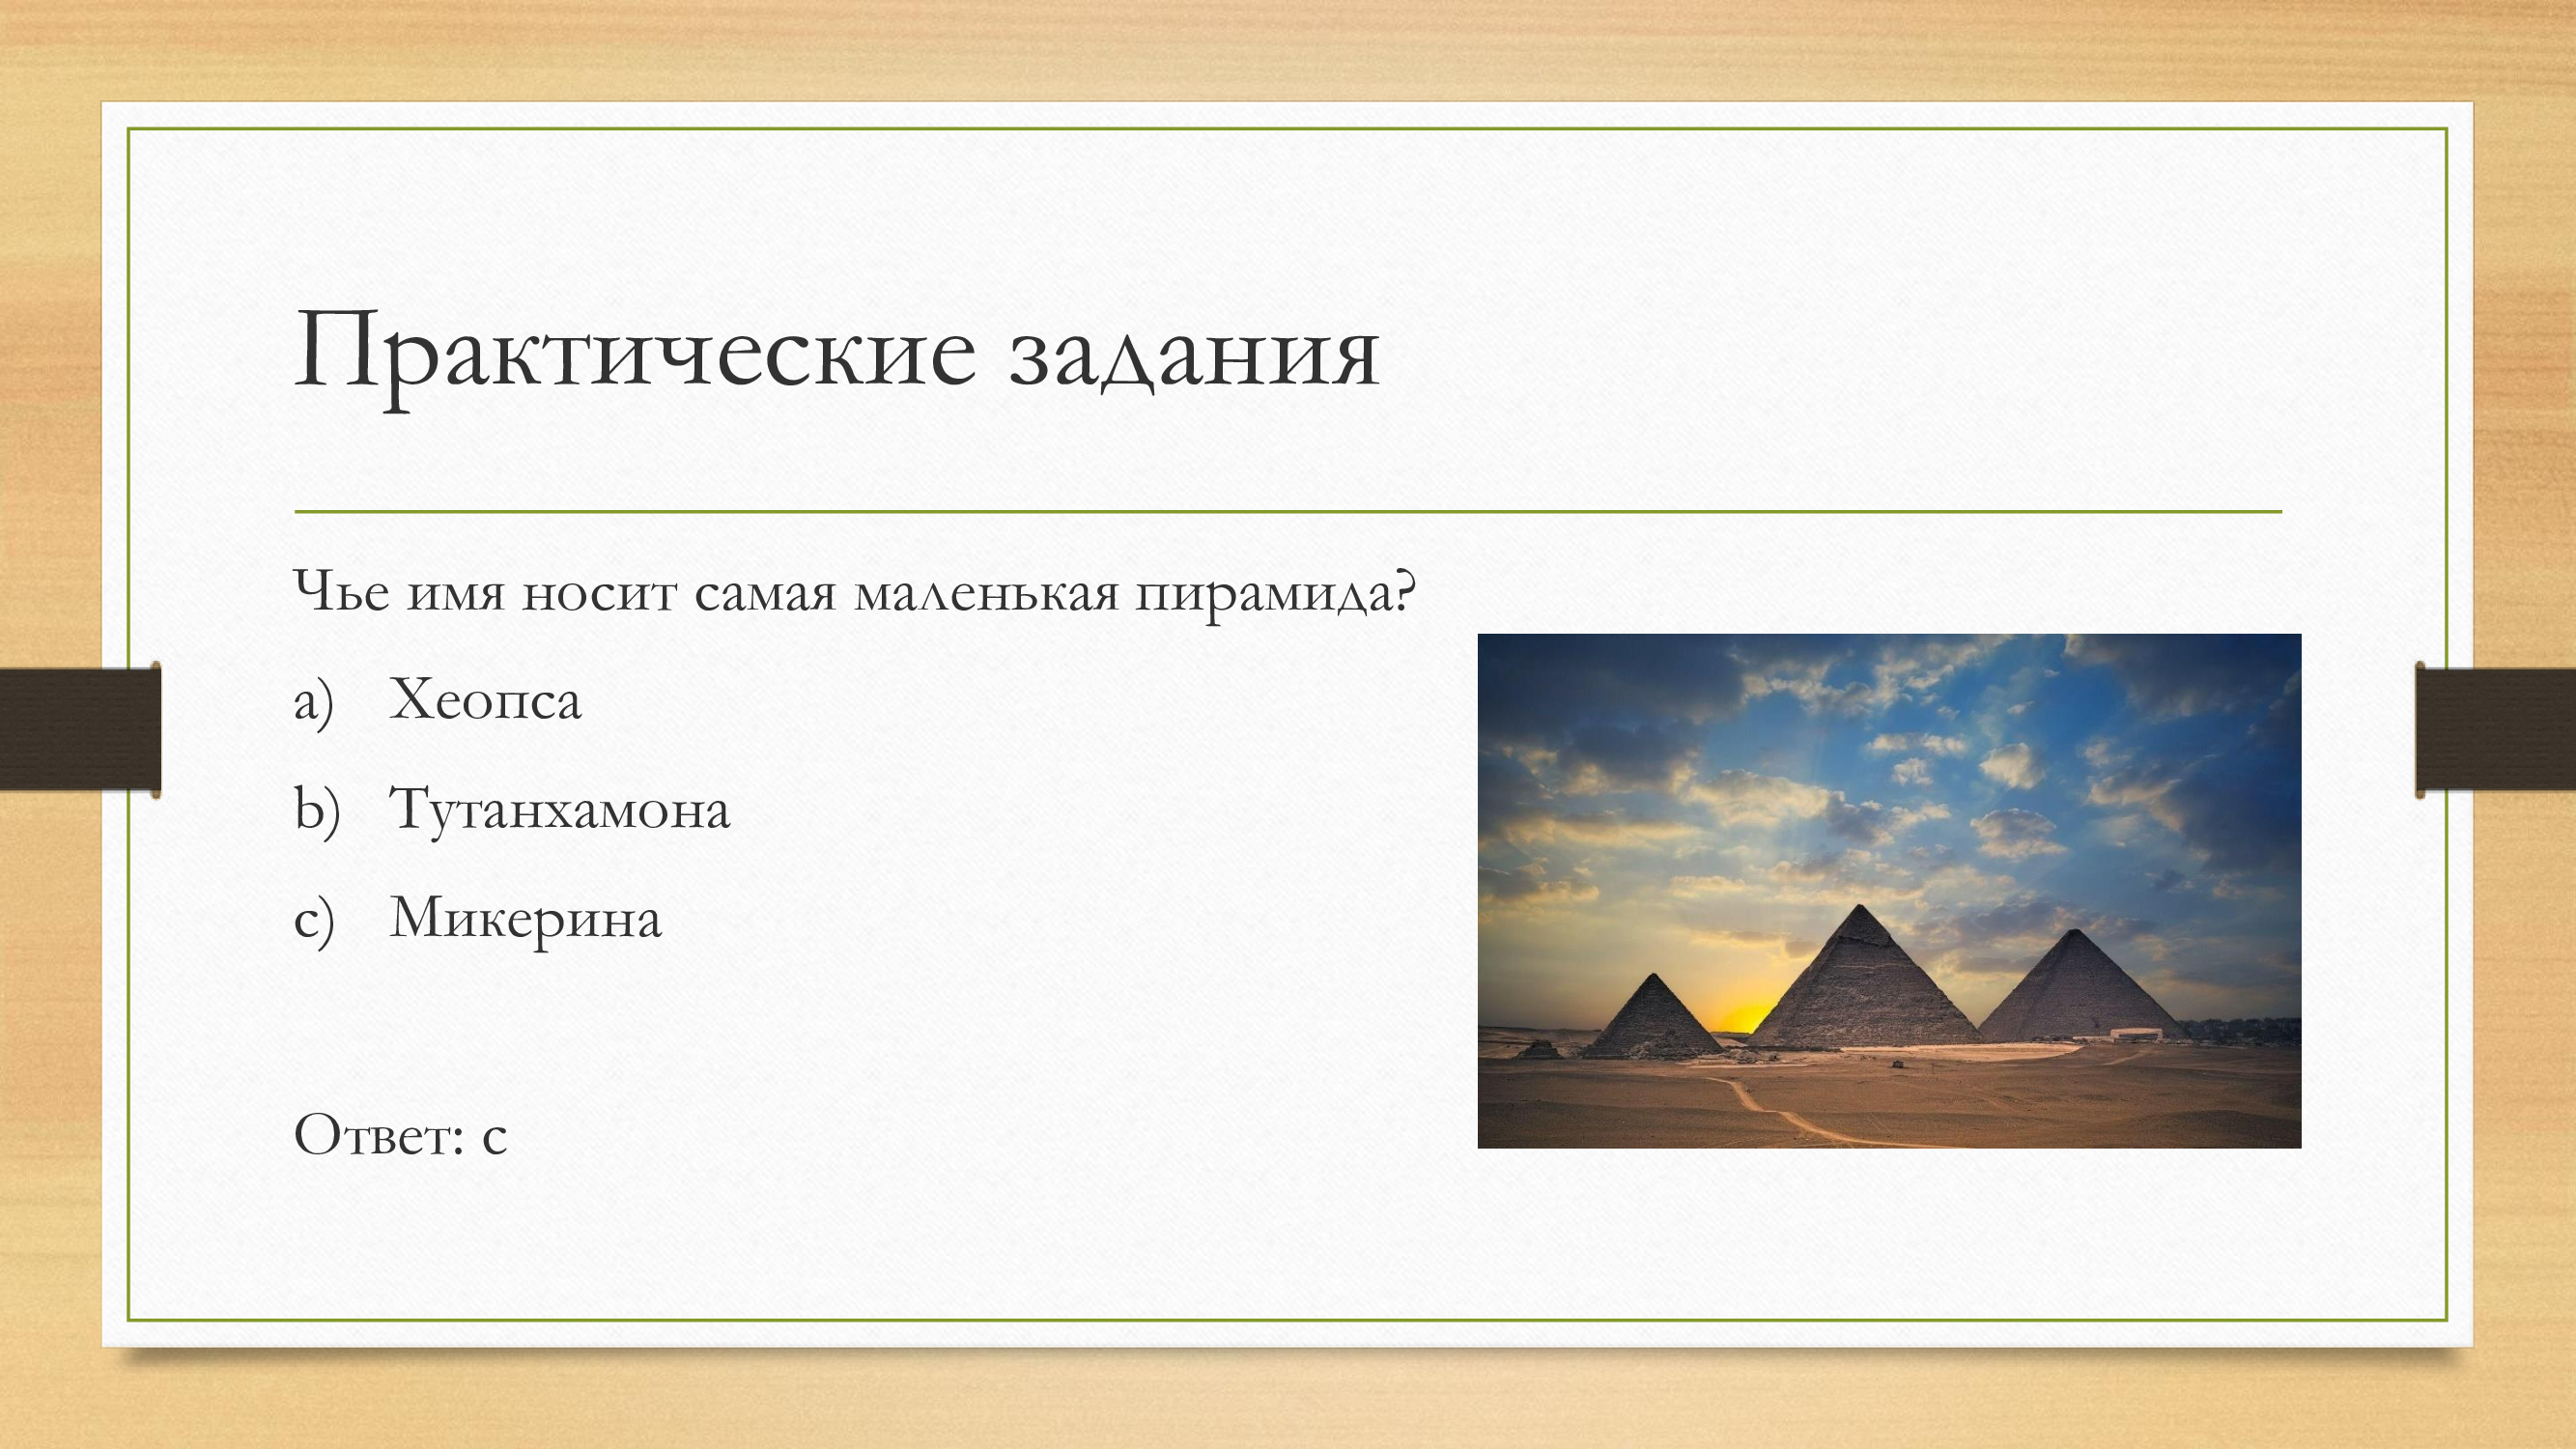 Практические задания
Чье имя носит самая маленькая пирамида?
a) Хеопса
b) Тутанхамона
c) Микерина
Ответ: с